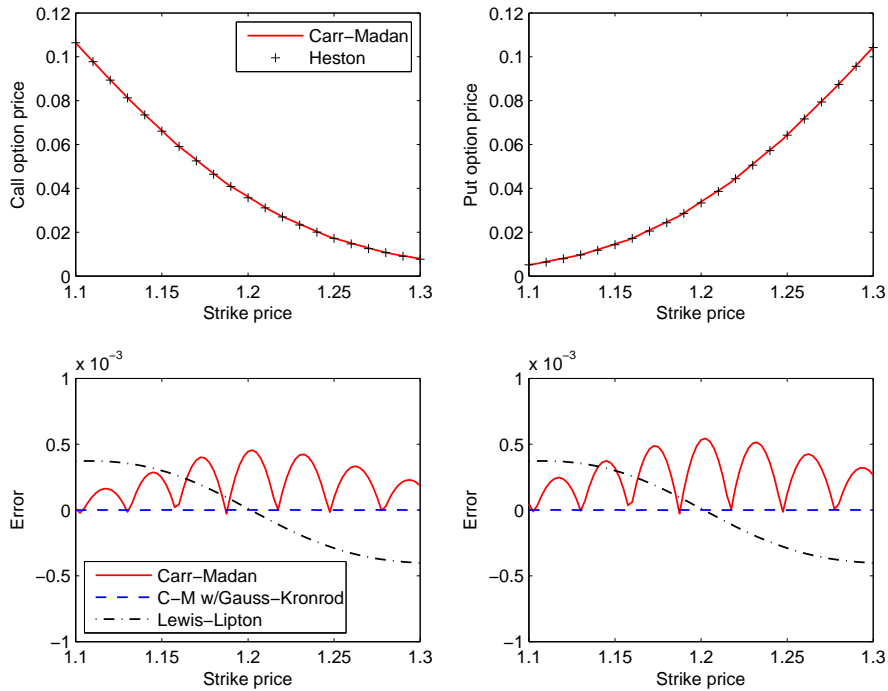 0.12
0.1
0.08
0.06
0.04
0.02
0
Call option price
1.1
1.15
1.2
1.25
1.3
Strike price
Carr−Madan
Heston
0.12
0.1
0.08
0.06
0.04
0.02
0
Put option price
1.1
1.15
1.2
1.25
1.3
Strike price
x 10−3
1
0.5
0
−0.5
−1
Error
1.1
1.15
1.2
1.25
1.3
Strike price
Carr−Madan
C−M w/Gauss−Kronrod
Lewis−Lipton
x 10−3
1
0.5
0
−0.5
−1
Error
1.1
1.15
1.2
1.25
1.3
Strike price